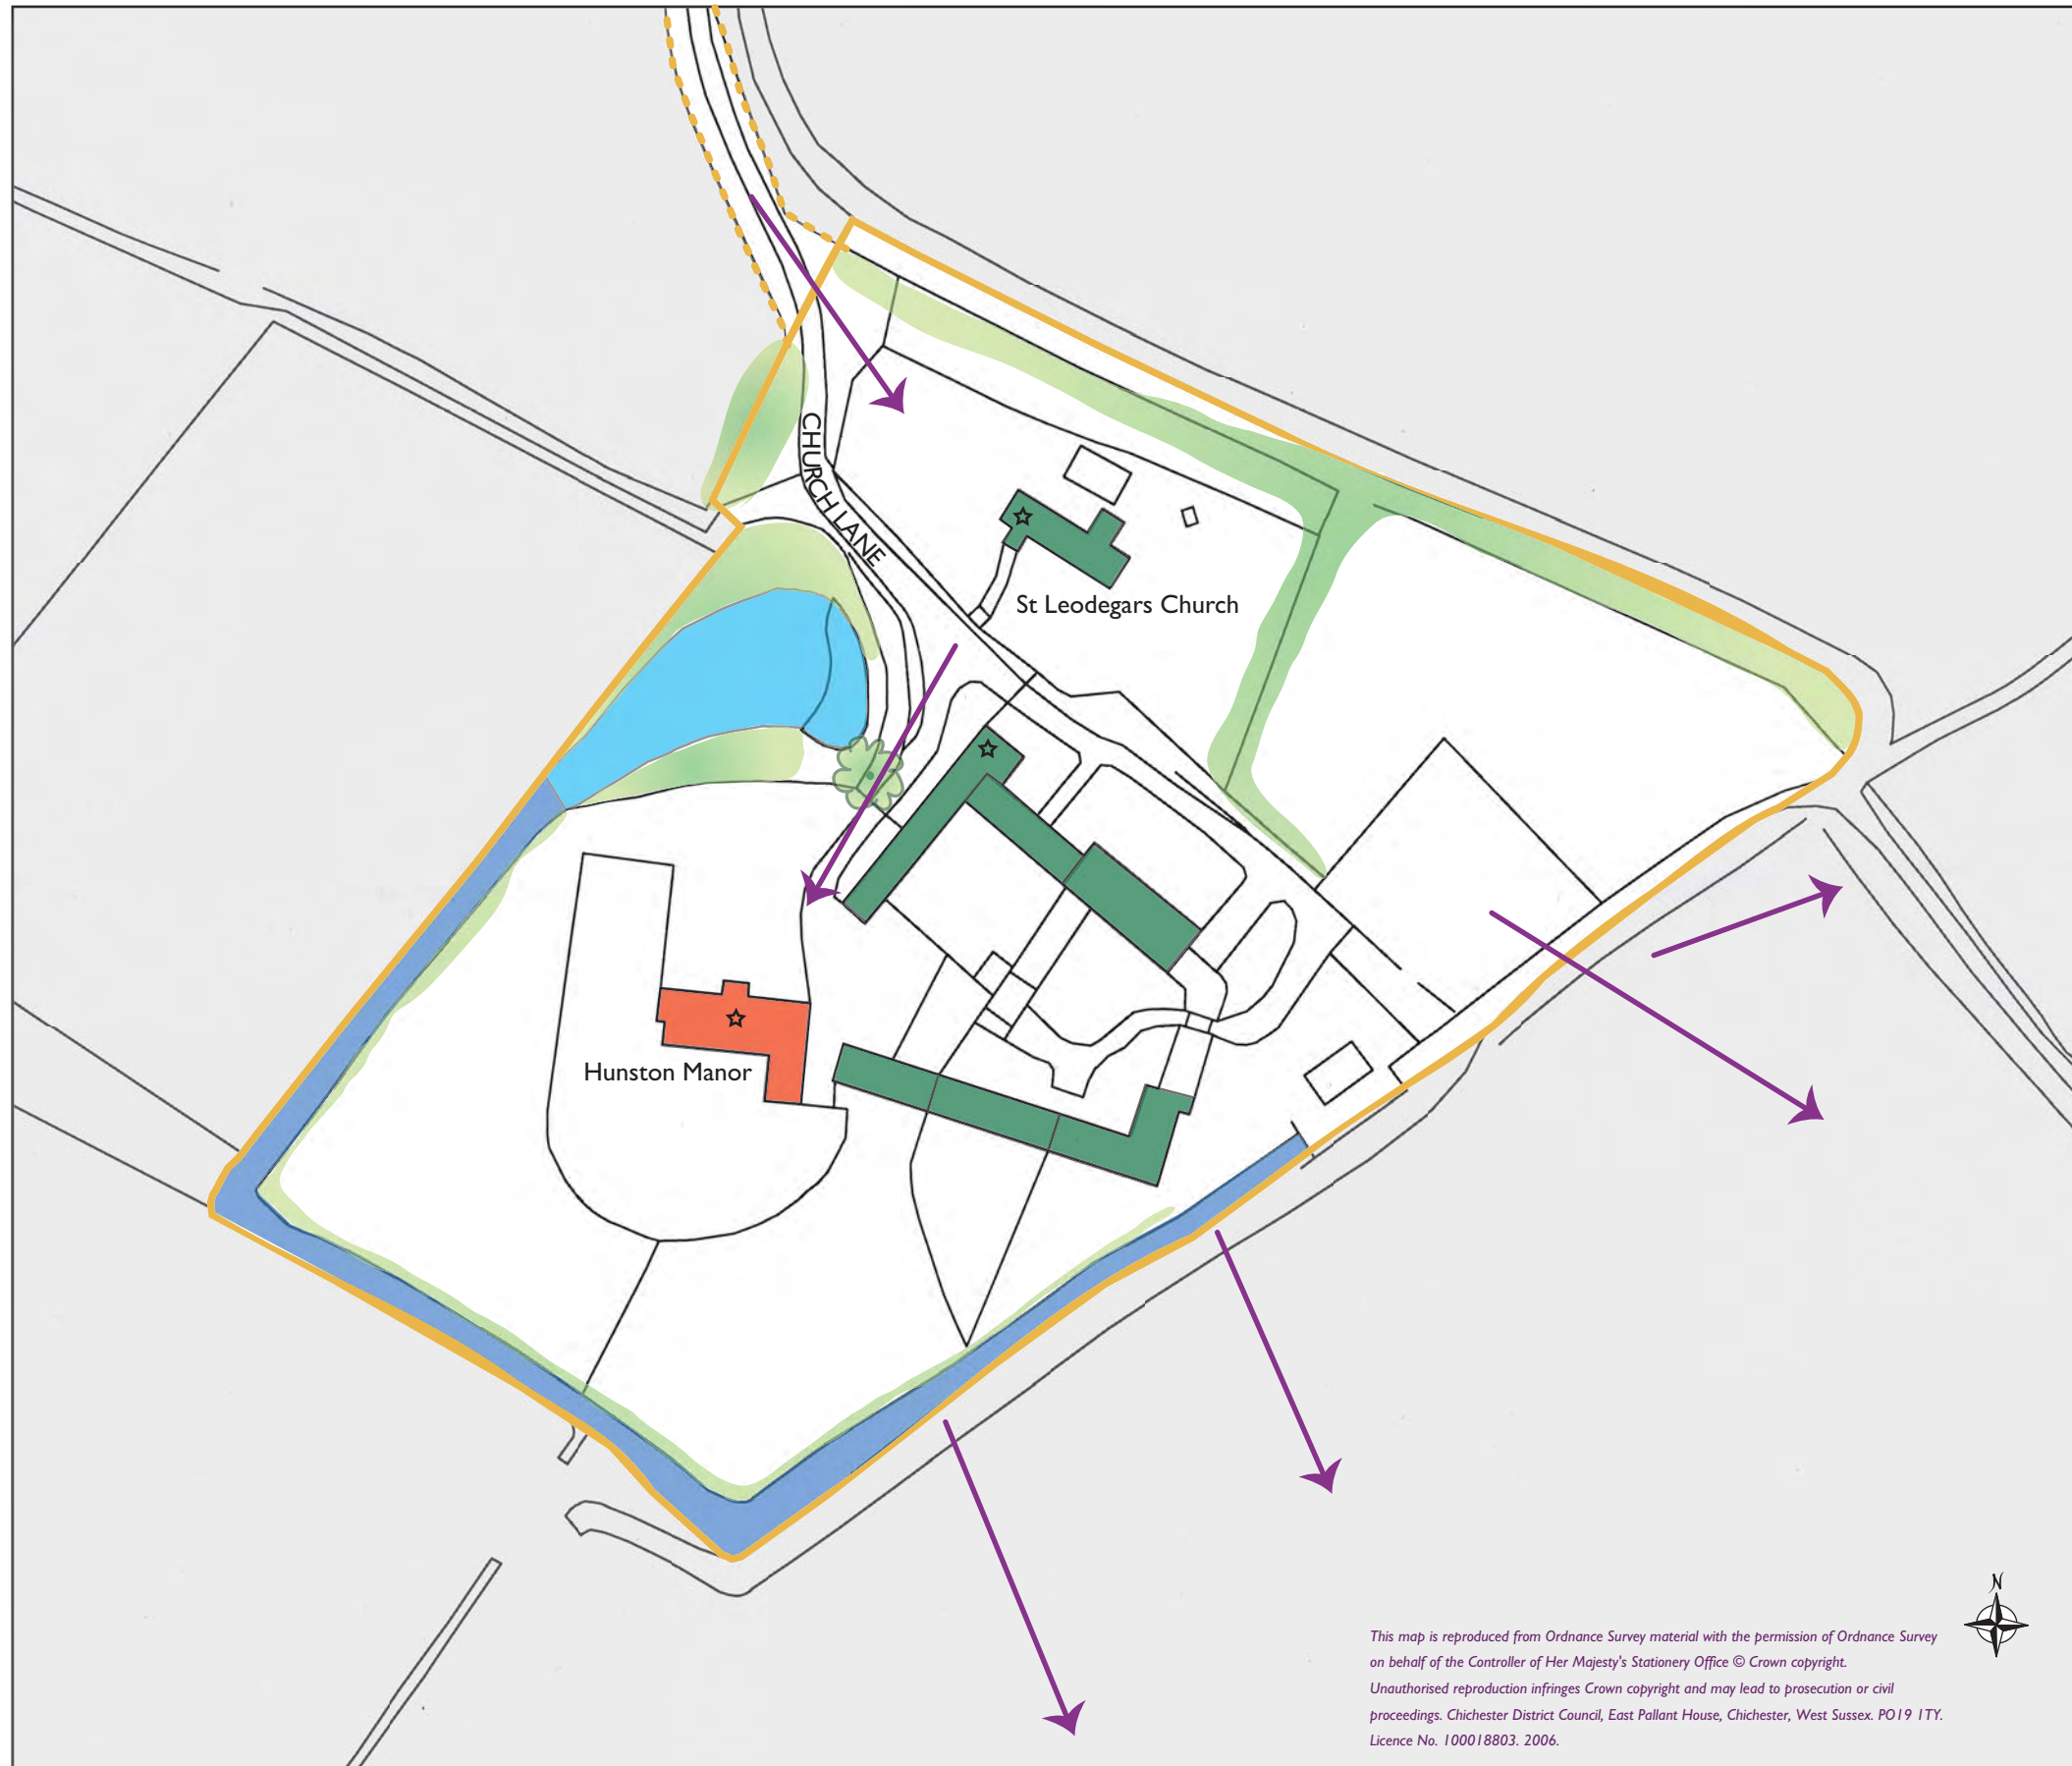 CHURCH LANE
St Leodegars Church
Hunston Manor
N
This map is reproduced from Ordnance Survey material with the permission of Ordnance Survey
on behalf of the Controller of Her Majesty's Stationery Office © Crown copyright.
Unauthorised reproduction infringes Crown copyright and may lead to prosecution or civil
proceedings. Chichester District Council, East Pallant House, Chichester, West Sussex. PO19 1TY.
Licence No. 100018803. 2006.